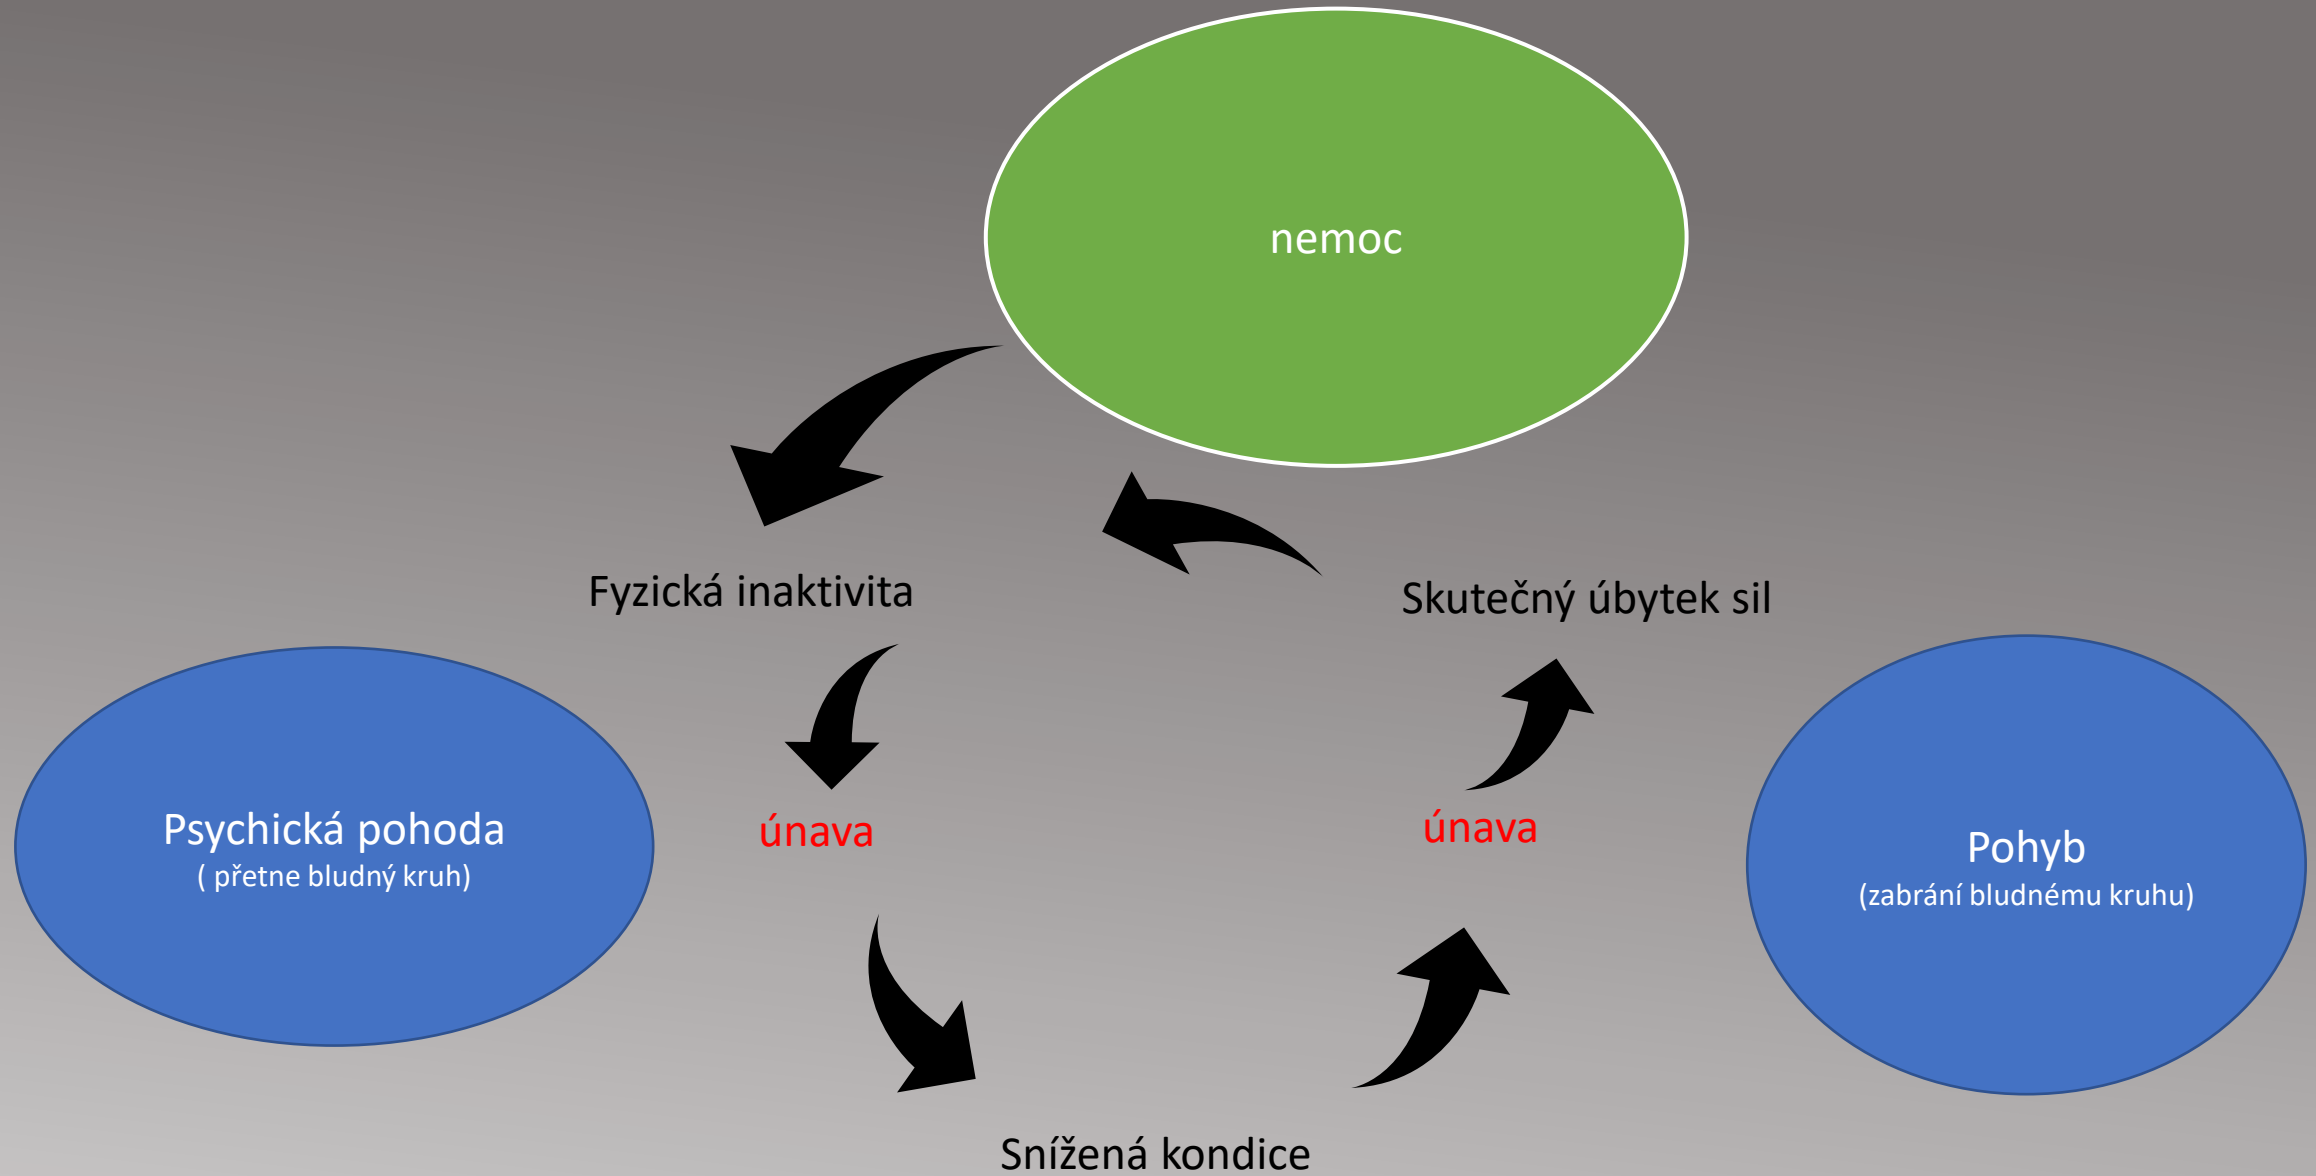 nemoc
Fyzická inaktivita
Skutečný úbytek sil
Psychická pohoda
( přetne bludný kruh)
únava
únava
Pohyb
(zabrání bludnému kruhu)
Snížená kondice